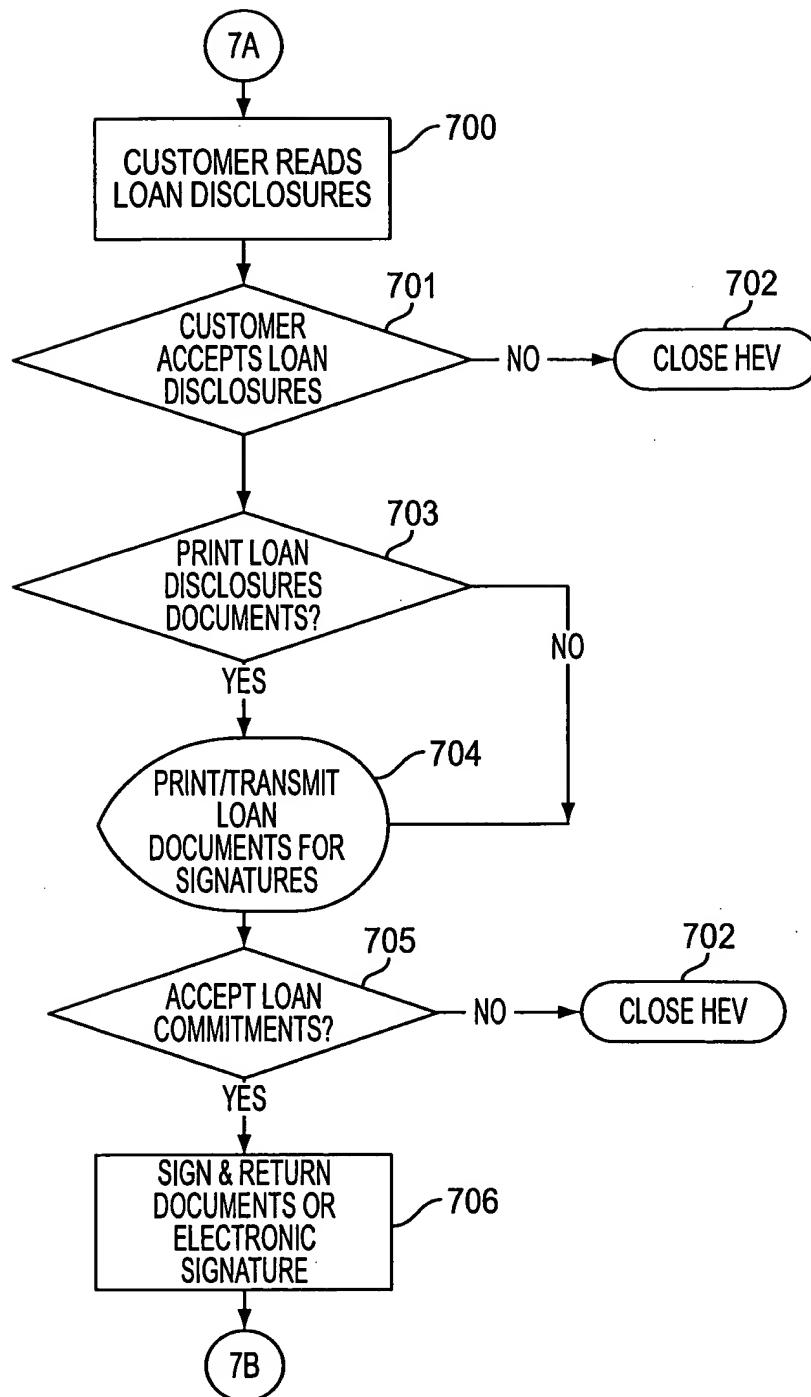 7A
700
CUSTOMER READS
LOAN DISCLOSURES
701
CUSTOMER
ACCEPTS LOAN
DISCLOSURES
NO
702
CLOSE HEV
703
PRINT LOAN
DISCLOSURES
DOCUMENTS?
NO
YES
704
PRINT/TRANSMIT
LOAN
DOCUMENTS FOR
SIGNATURES
705
ACCEPT LOAN
COMMITMENTS?
NO
702
CLOSE HEV
YES
706
SIGN & RETURN
DOCUMENTS OR
ELECTRONIC
SIGNATURE
7B